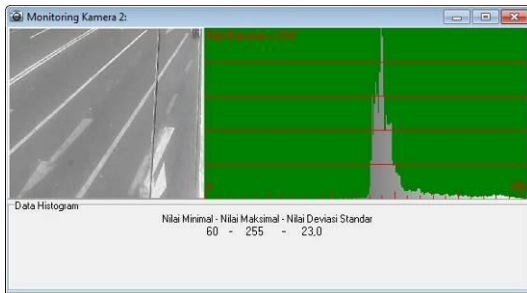 Monitoring Kamera 2:
Data Histogram
Nilai Minimal - Nilai Maksimal - Nilai Deviasi Standar
60 - 255 - 23,0